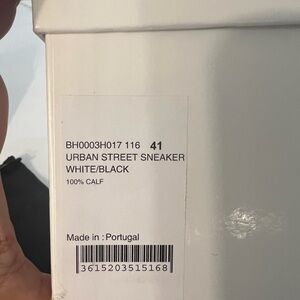 BH0003H017 116 41
URBAN STREET SNEAKER
WHITE/BLACK
100% CALF
Made in : Portugal
3615203515168